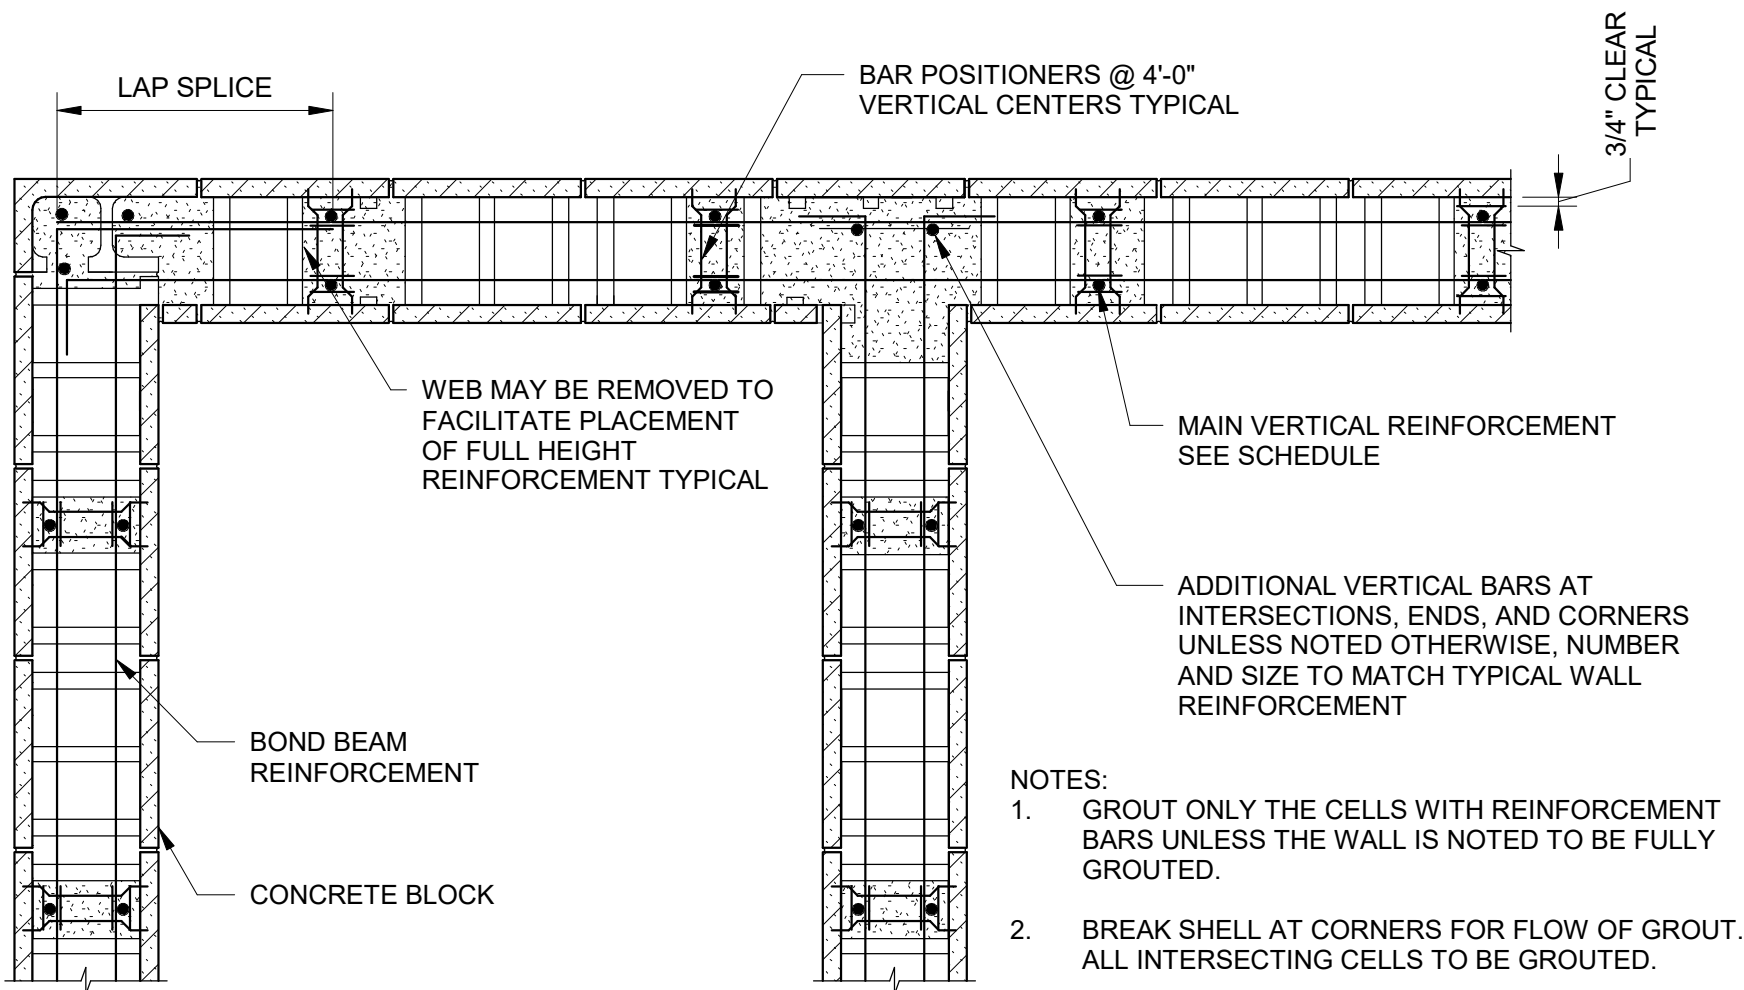 LAP SPLICE
BAR POSITIONERS @ 4'-0"
VERTICAL CENTERS TYPICAL
3/4" CLEAR
TYPICAL
WEB MAY BE REMOVED TO
FACILITATE PLACEMENT
OF FULL HEIGHT
REINFORCEMENT TYPICAL
MAIN VERTICAL REINFORCEMENT
SEE SCHEDULE
ADDITIONAL VERTICAL BARS AT
INTERSECTIONS, ENDS, AND CORNERS
UNLESS NOTED OTHERWISE, NUMBER
AND SIZE TO MATCH TYPICAL WALL
REINFORCEMENT
BOND BEAM
REINFORCEMENT
CONCRETE BLOCK
NOTES:
1. GROUT ONLY THE CELLS WITH REINFORCEMENT
BARS UNLESS THE WALL IS NOTED TO BE FULLY
GROUTED.
2. BREAK SHELL AT CORNERS FOR FLOW OF GROUT.
ALL INTERSECTING CELLS TO BE GROUTED.